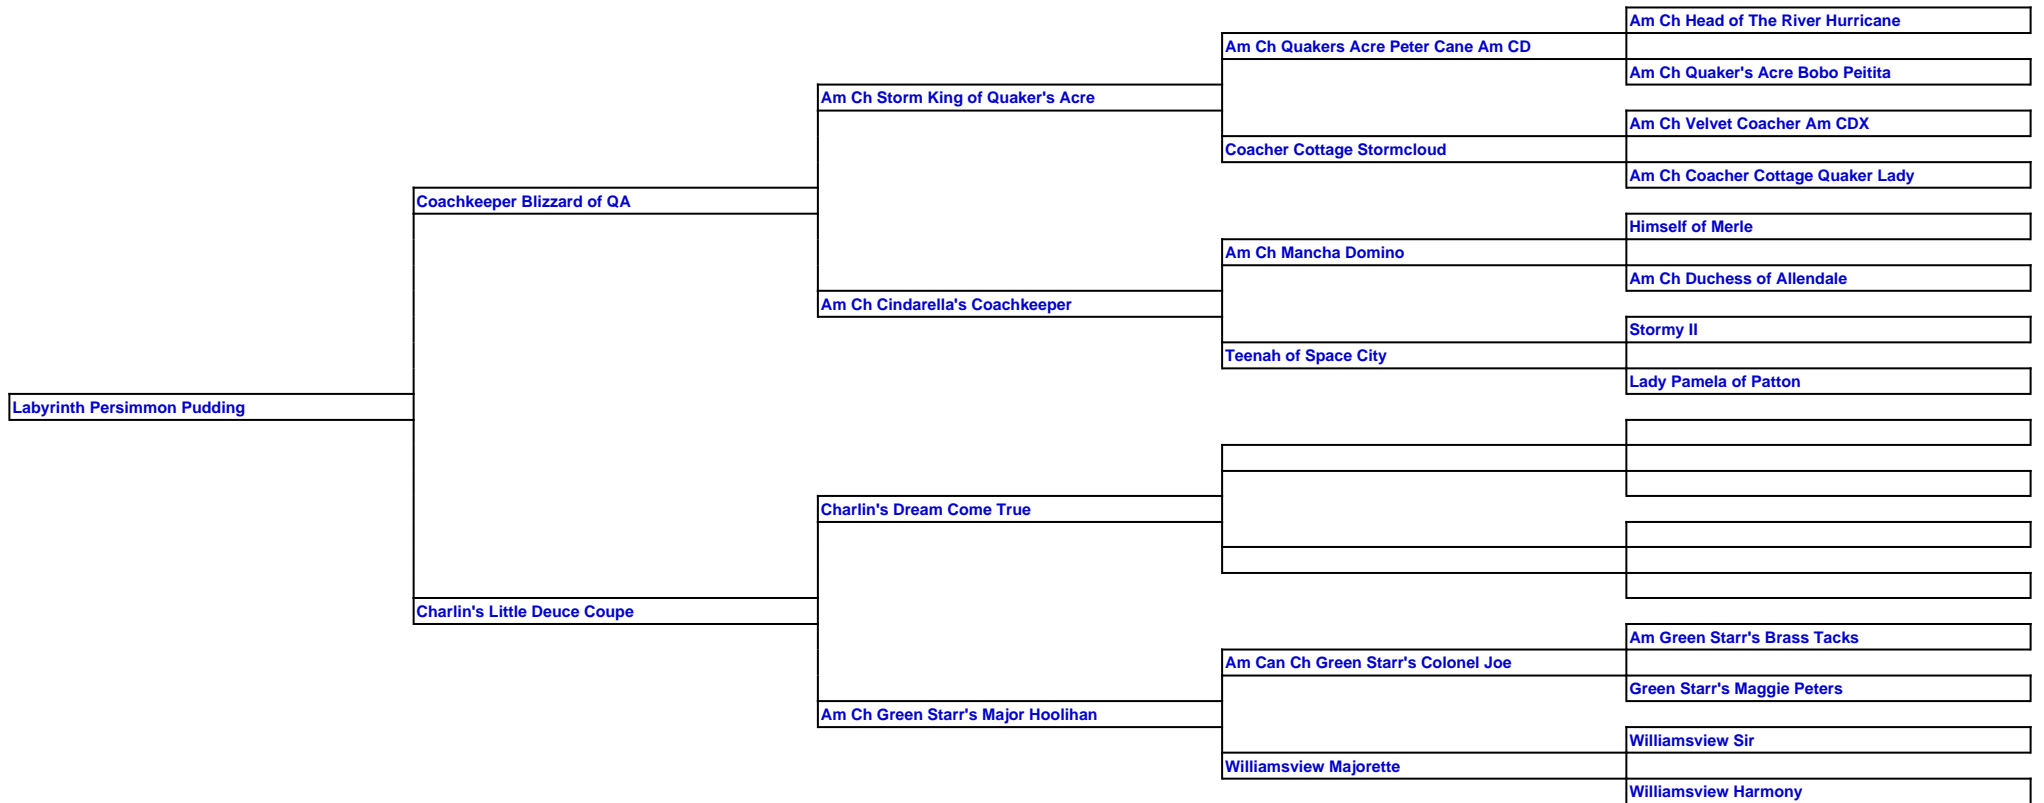 Am Ch Head of The River Hurricane
Am Ch Quakers Acre Peter Cane Am CD
Am Ch Quaker's Acre Bobo Peitita
Am Ch Storm King of Quaker's Acre
Am Ch Velvet Coacher Am CDX
Coacher Cottage Stormcloud
Am Ch Coacher Cottage Quaker Lady
Coachkeeper Blizzard of QA
Himself of Merle
Am Ch Mancha Domino
Am Ch Duchess of Allendale
Am Ch Cindarella's Coachkeeper
Stormy II
Teenah of Space City
Lady Pamela of Patton
Labyrinth Persimmon Pudding
Charlin's Dream Come True
Charlin's Little Deuce Coupe
Am Green Starr's Brass Tacks
Am Can Ch Green Starr's Colonel Joe
Green Starr's Maggie Peters
Am Ch Green Starr's Major Hoolihan
Williamsview Sir
Williamsview Majorette
Williamsview Harmony